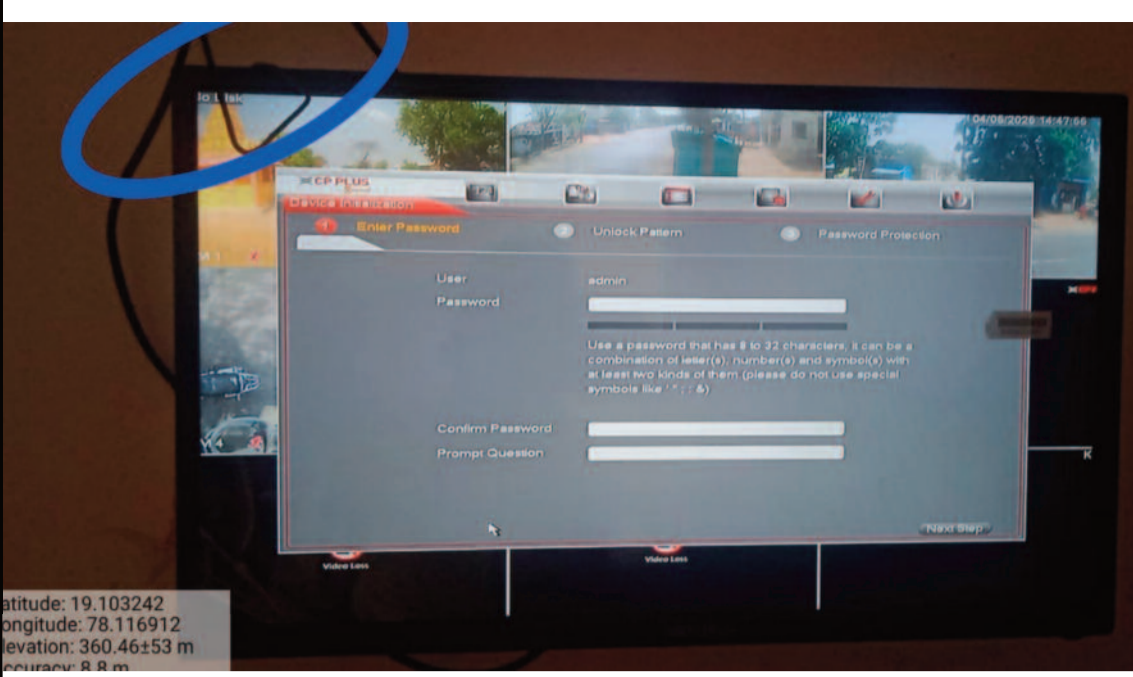 04/06/2026 14:47:56
CP PLUS
Device Initialization
1 Enter Password
2 Unlock Pattern
3 Password Protection
User admin
Password
Use a password that has 8 to 32 characters, it can be a
combination of letter(s), number(s) and symbol(s) with
at least two kinds of them (please do not use special
symbols like ' " ; : &)
Confirm Password
Prompt Question
Next Step
Video Loss
Video Loss
atitude: 19.103242
ongitude: 78.116912
levation: 360.46±53 m
ccuracy: 8.8 m